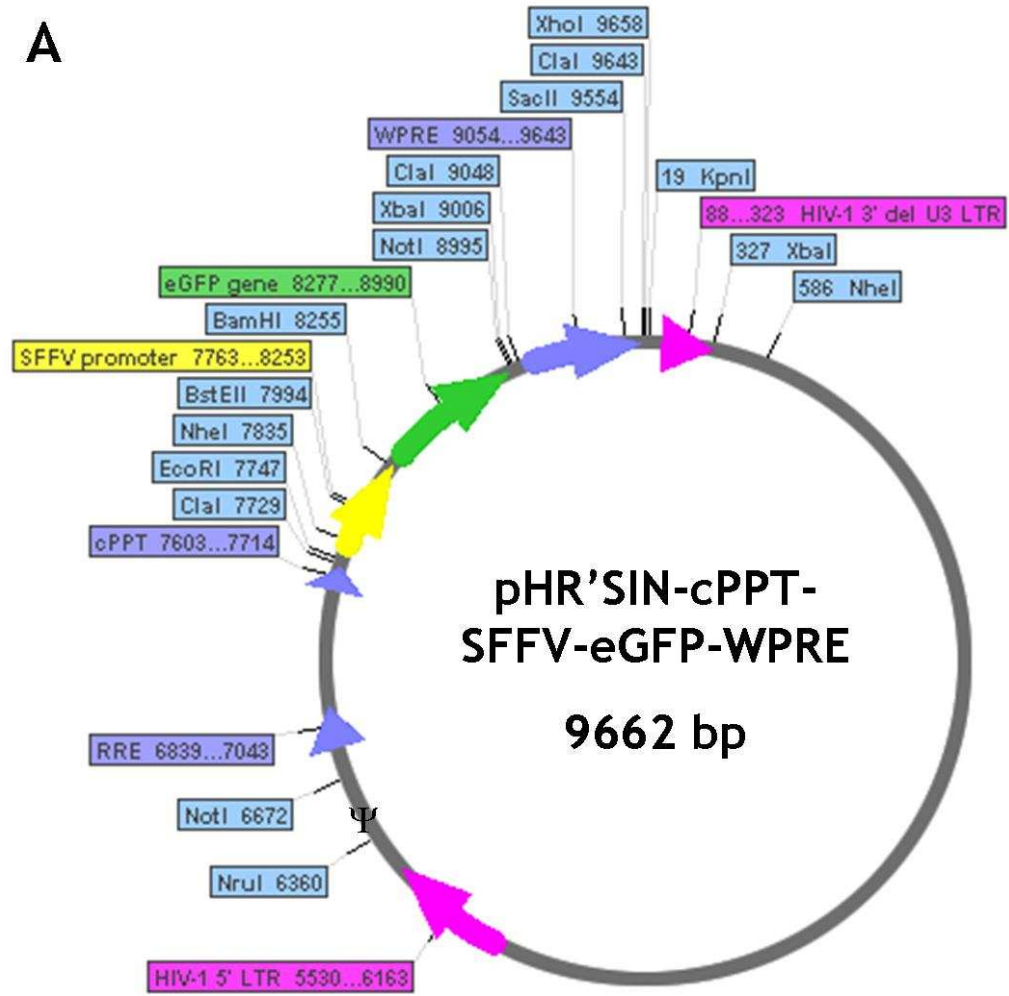 A
XhoI 9658
ClaI 9643
SacII 9554
WPRE 9054...9643
ClaI 9048
XbaI 9006
NotI 8995
eGFP gene 8277...8990
BamHI 8255
SFFV promoter 7763...8253
BstEII 7994
NheI 7835
EcoRI 7747
ClaI 7729
cPPT 7603...7714
RRE 6839...7043
NotI 6672
Ψ
NruI 6360
HIV-1 5' LTR 5530...6163
19 KpnI
88...323 HIV-1 3' del U3 LTR
327 XbaI
586 NheI
pHR’SIN-cPPT-
SFFV-eGFP-WPRE
9662 bp